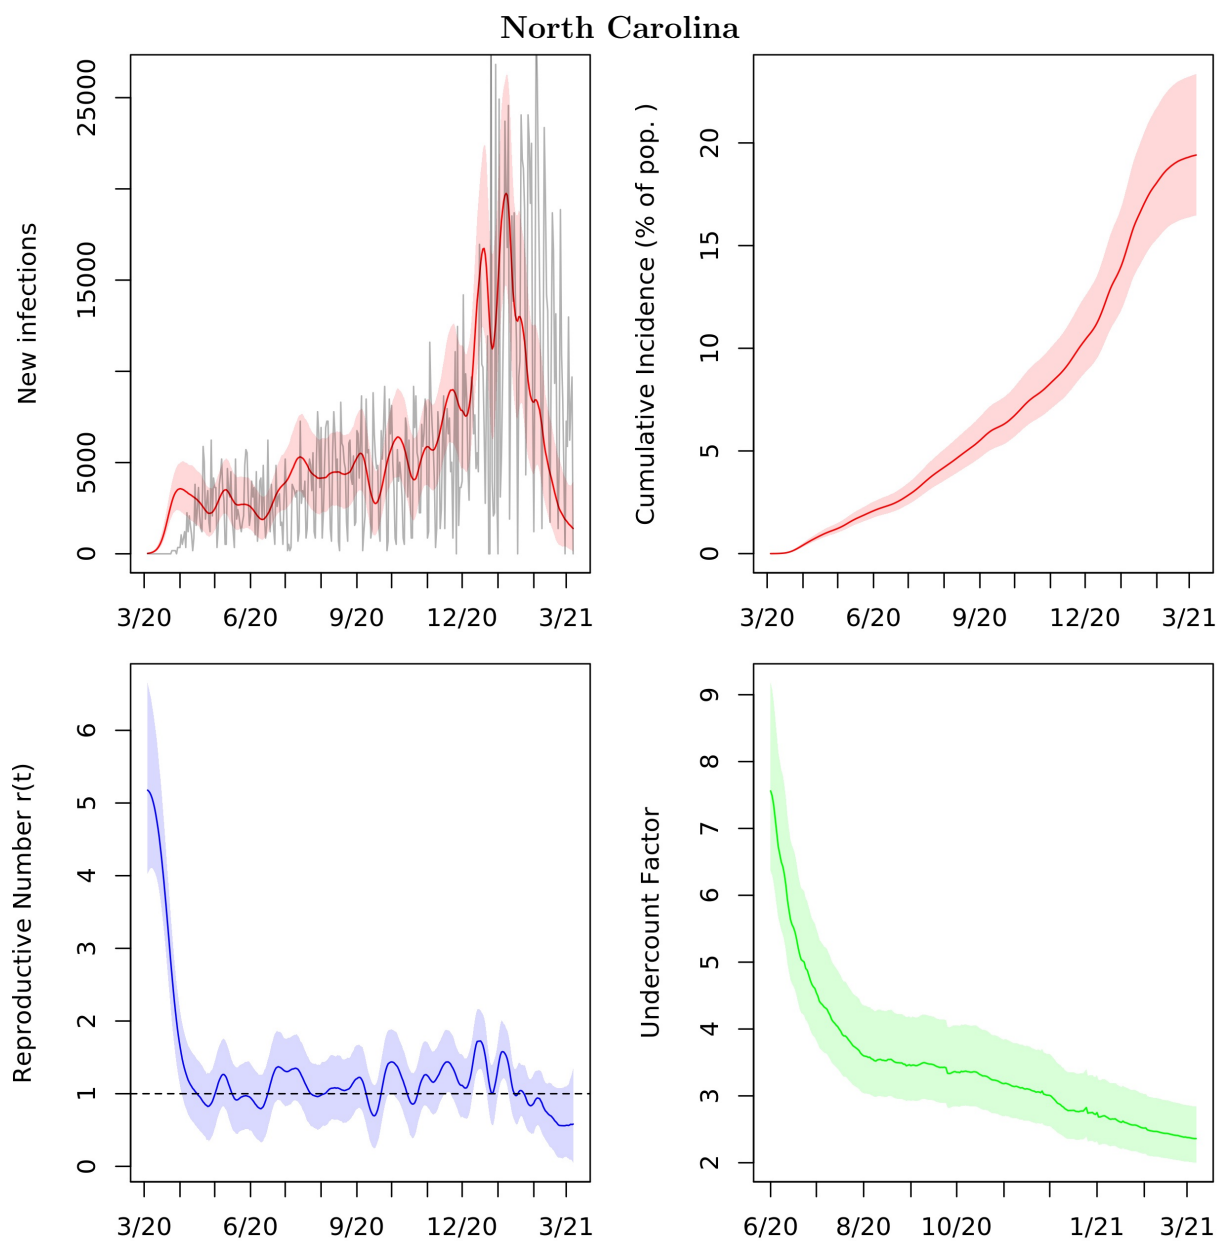 North Carolina
New infections
25000
15000
5000
0
3/20 6/20 9/20 12/20 3/21
Cumulative Incidence (% of pop. )
20
15
10
5
0
3/20 6/20 9/20 12/20 3/21
Reproductive Number r(t)
6
5
4
3
2
1
0
3/20 6/20 9/20 12/20 3/21
Undercount Factor
9
8
7
6
5
4
3
2
6/20 8/20 10/20 1/21 3/21